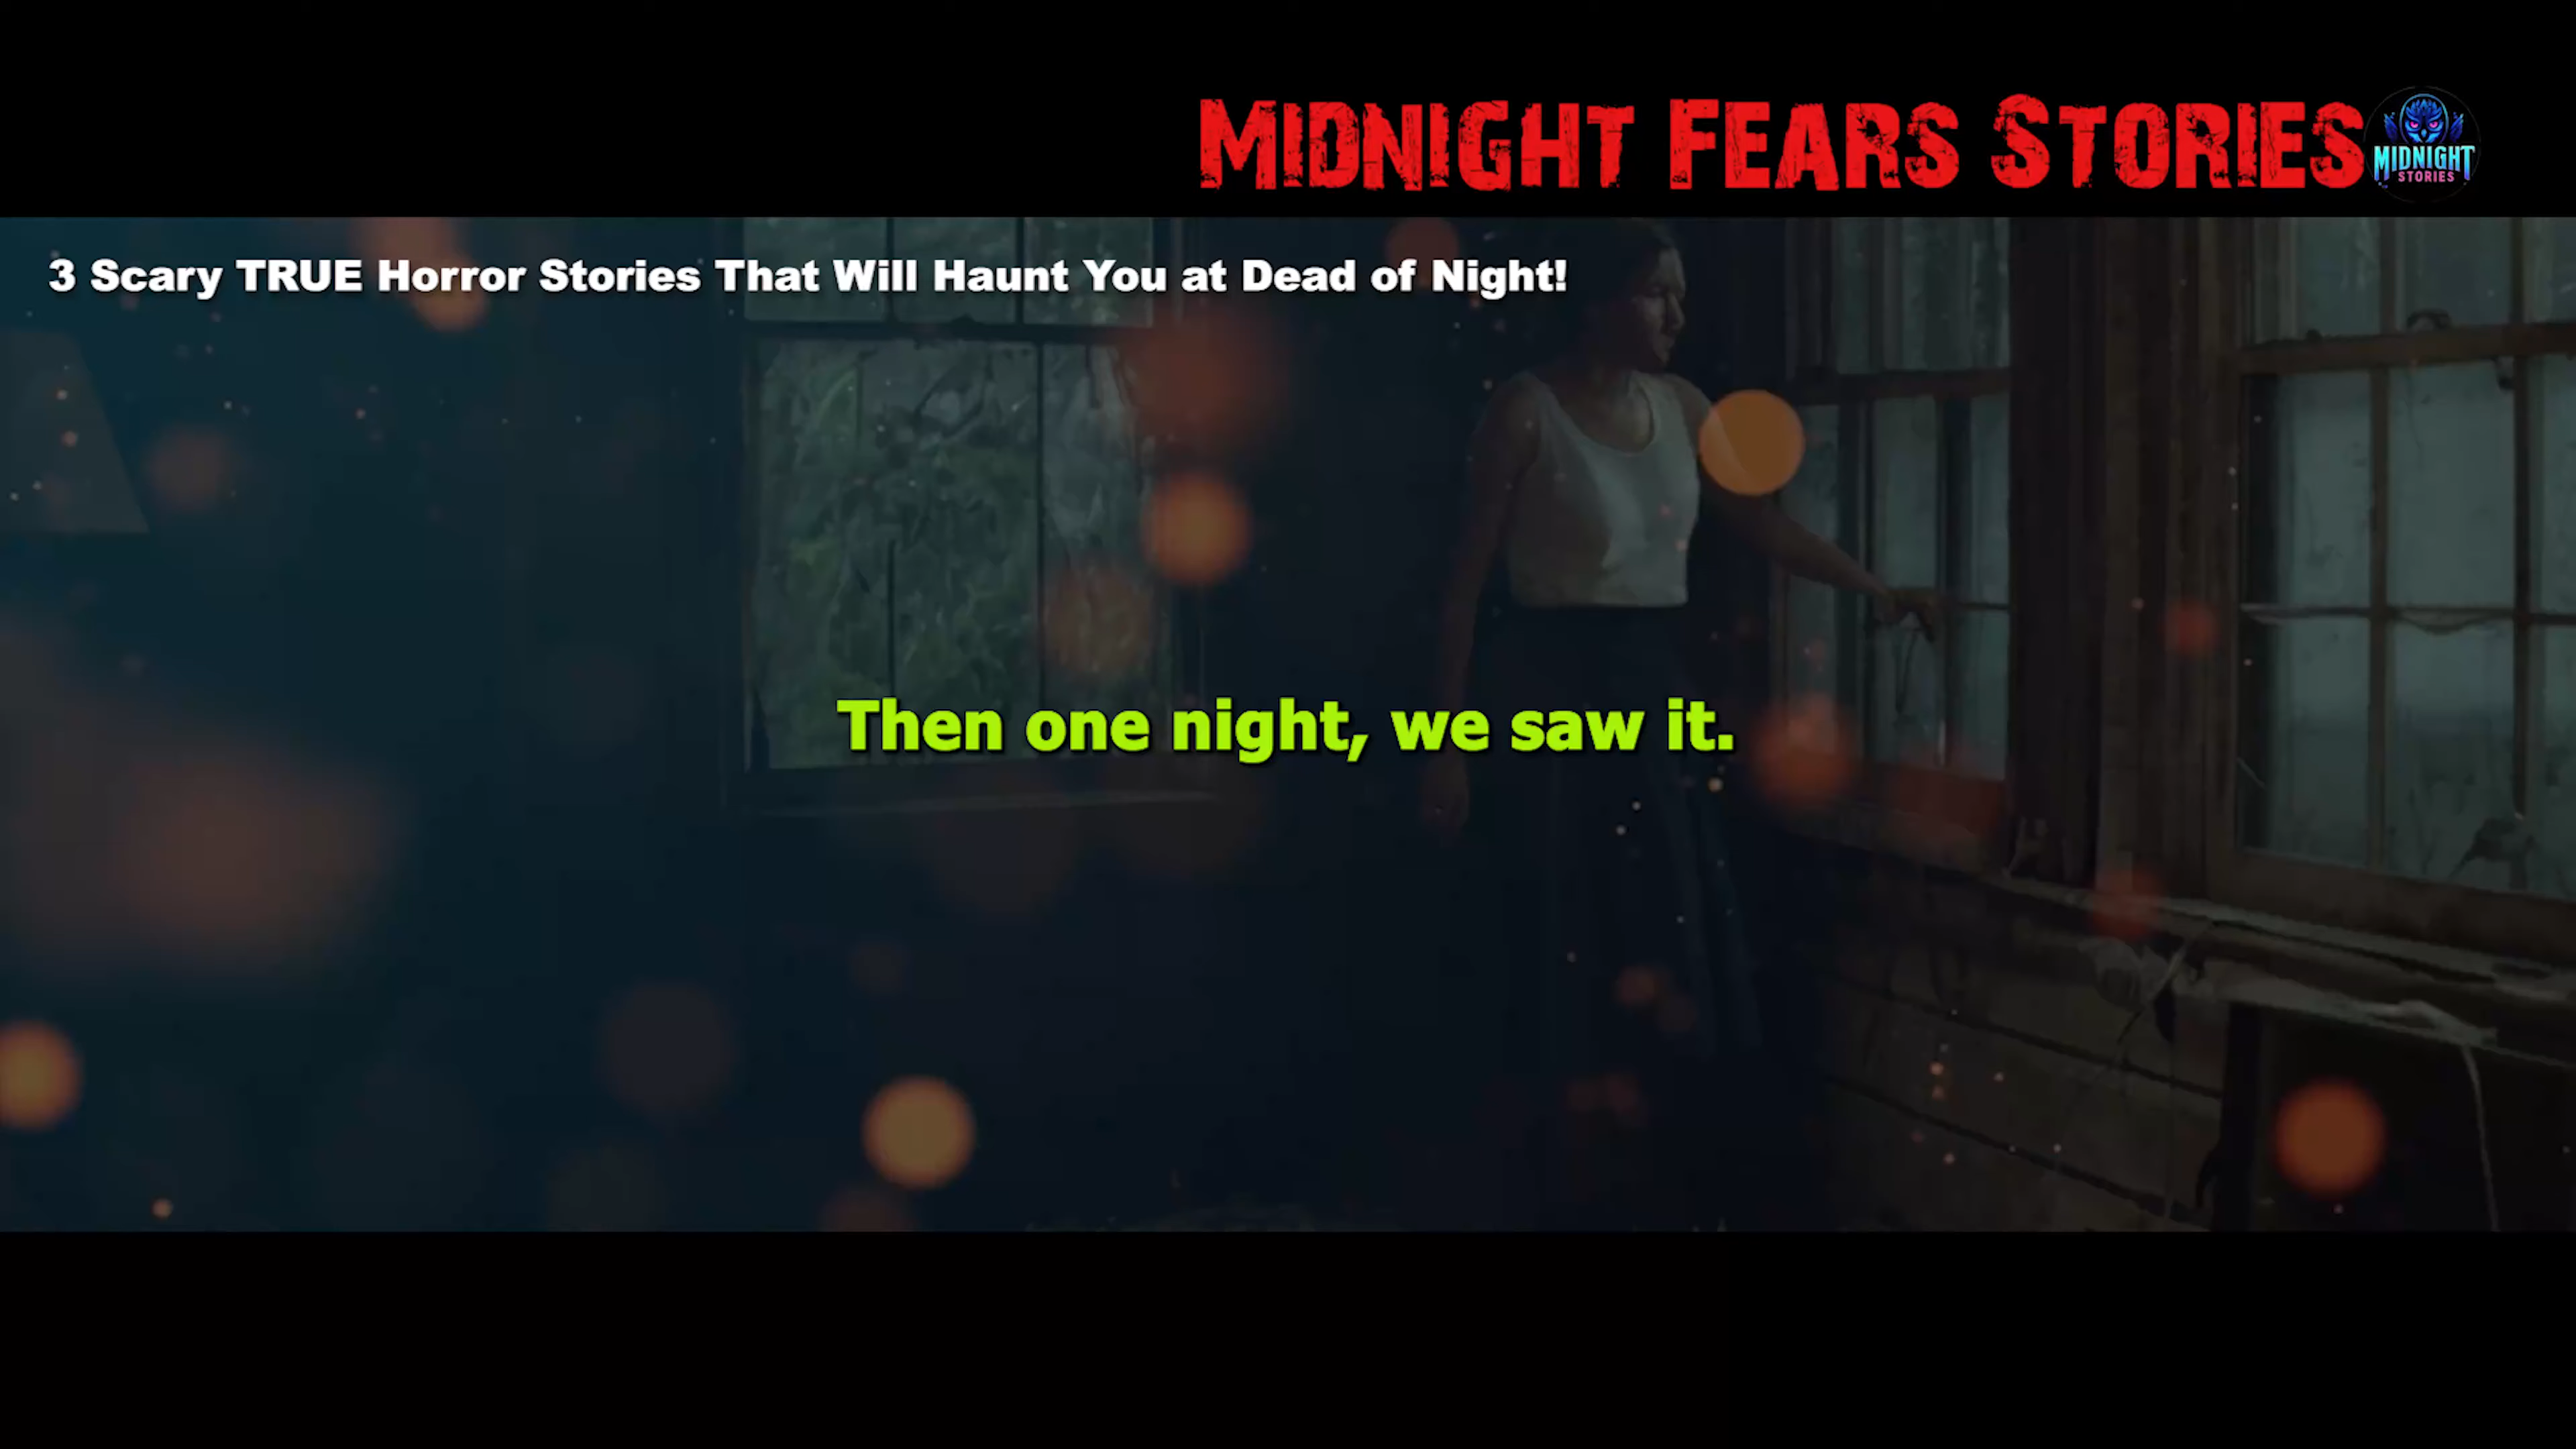 Midnight Fears Stories
MIDNIGHT
STORIES
3 Scary TRUE Horror Stories That Will Haunt You at Dead of Night!
Then one night, we saw it.